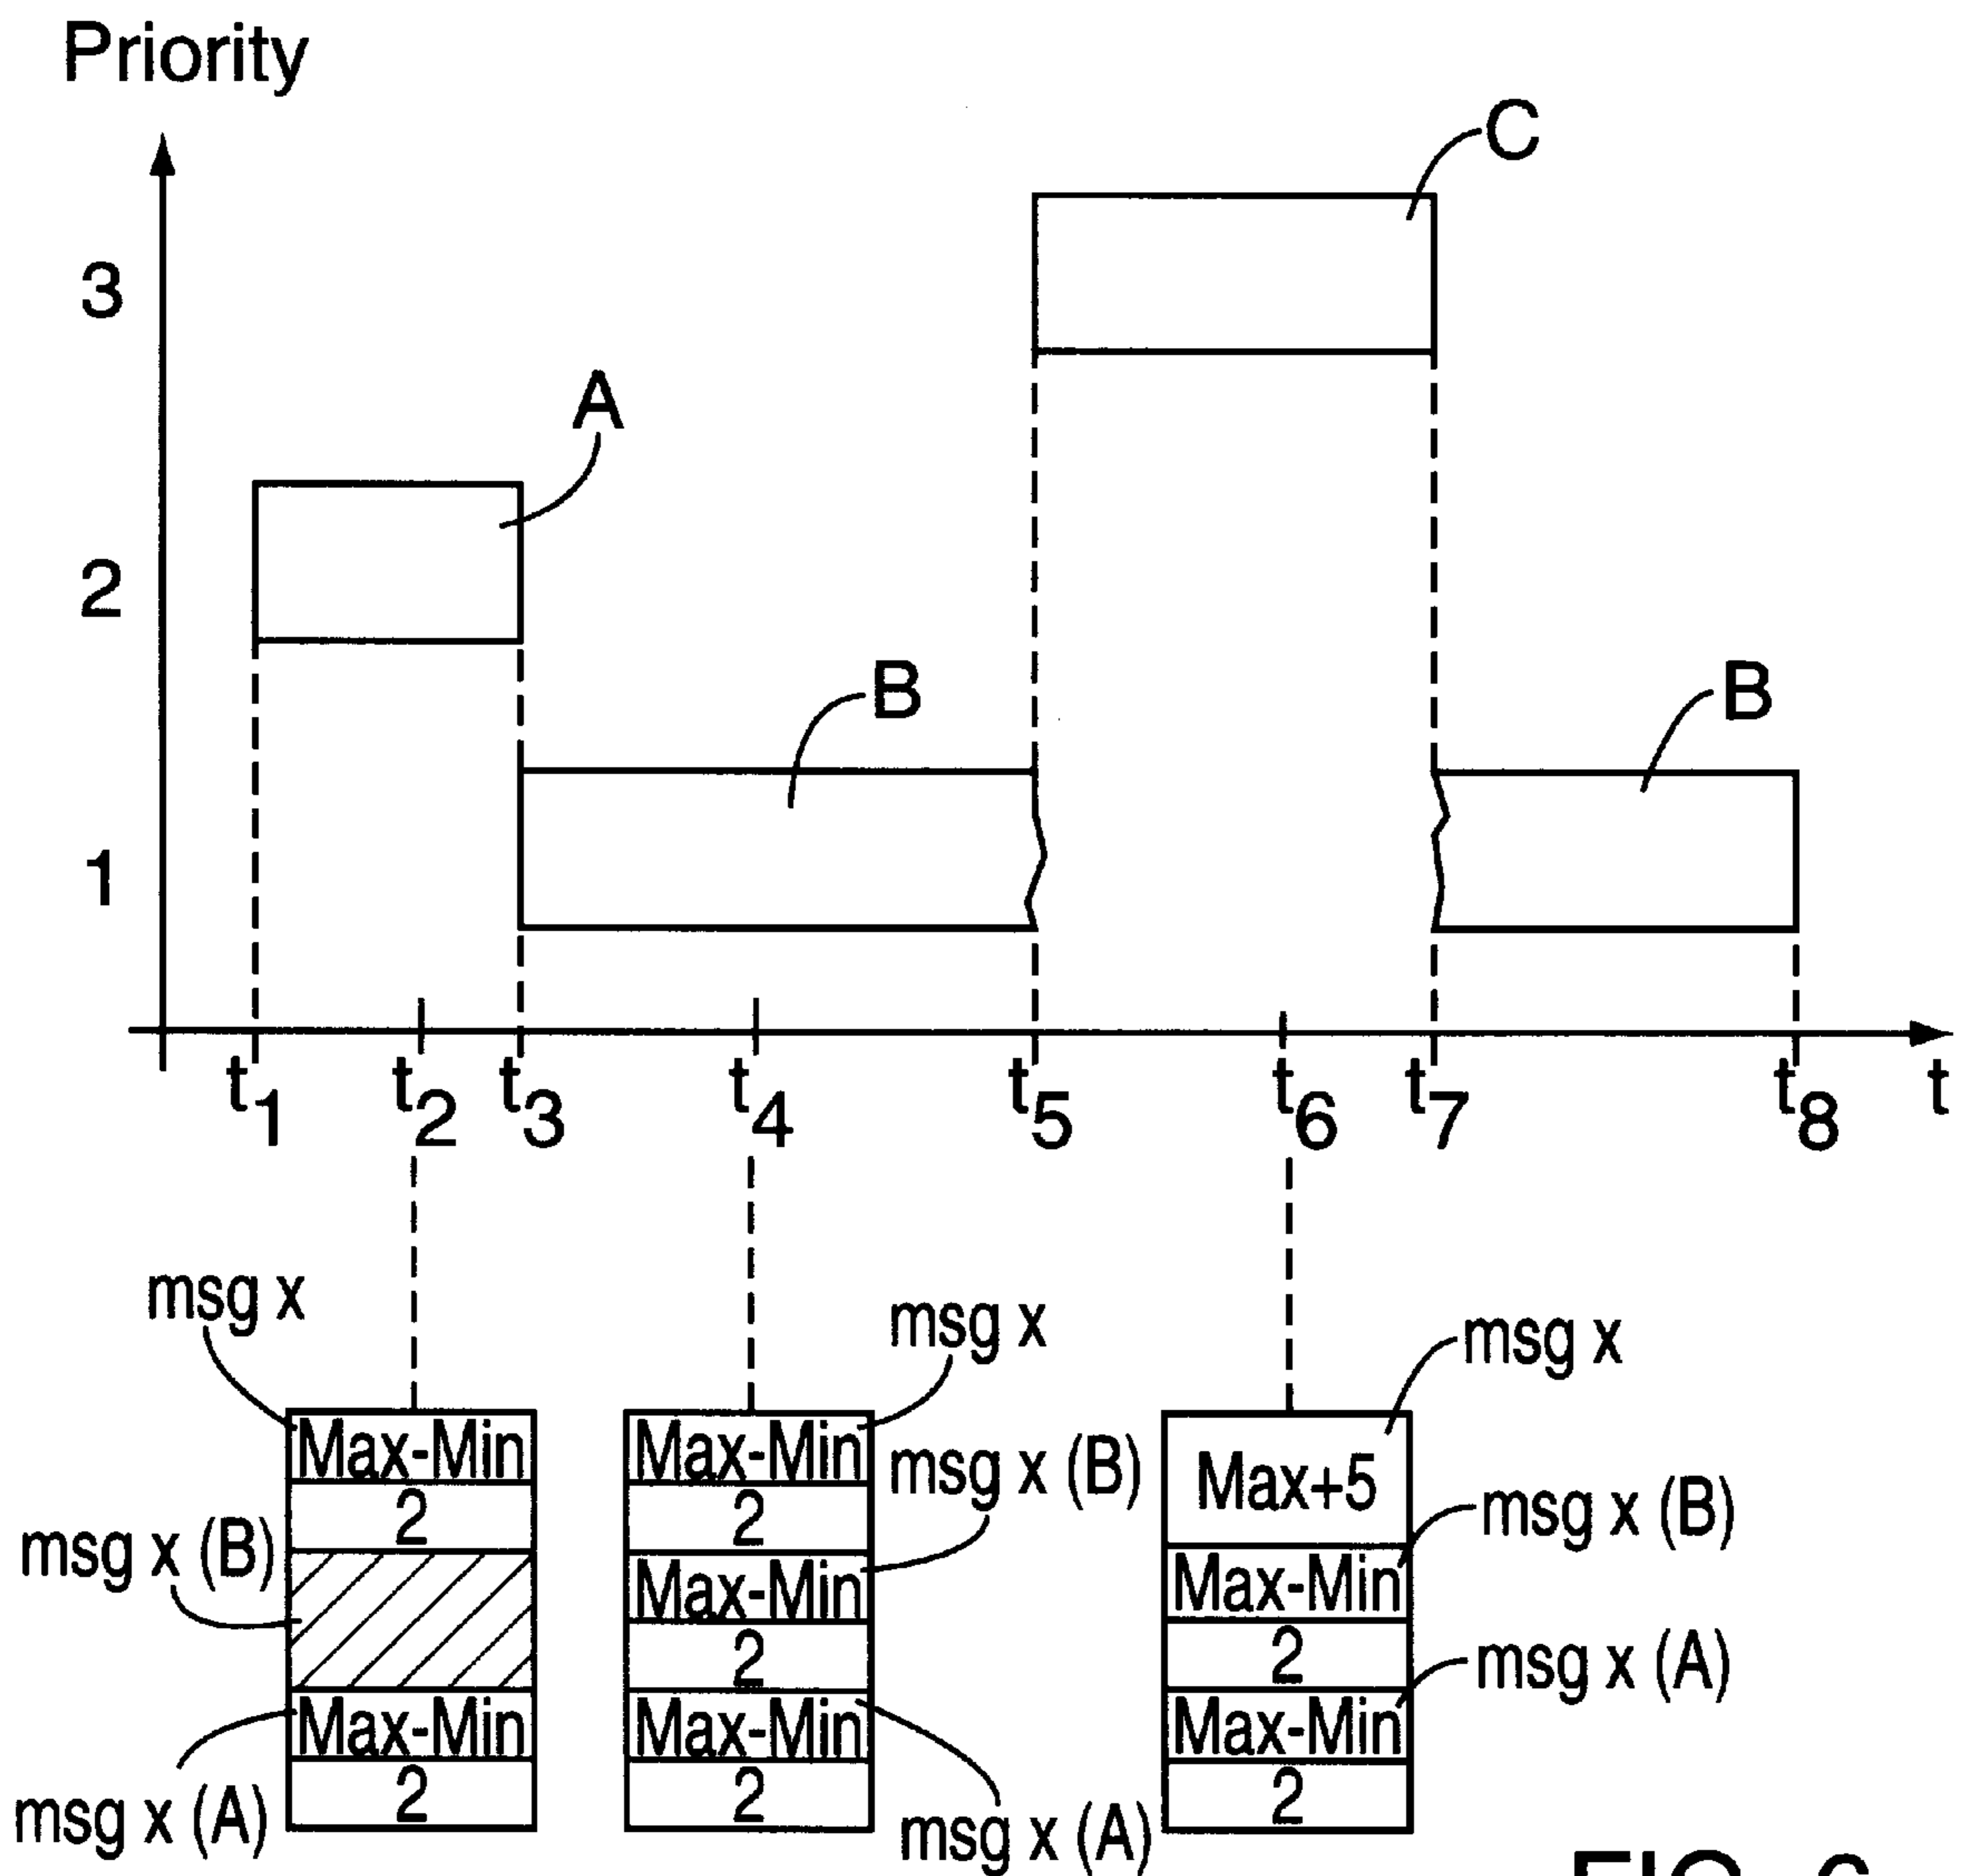 Priority
C
3
A
2
B
B
1
t1 t2 t3 t4 t5 t6 t7 t8 t
msg x
msg x (B)
msg x (A)
Max-Min
2
Max-Min
2
msg x
msg x (B)
msg x (A)
Max-Min
2
Max-Min
2
Max-Min
2
msg x
msg x (B)
msg x (A)
Max+5
Max-Min
2
Max-Min
2